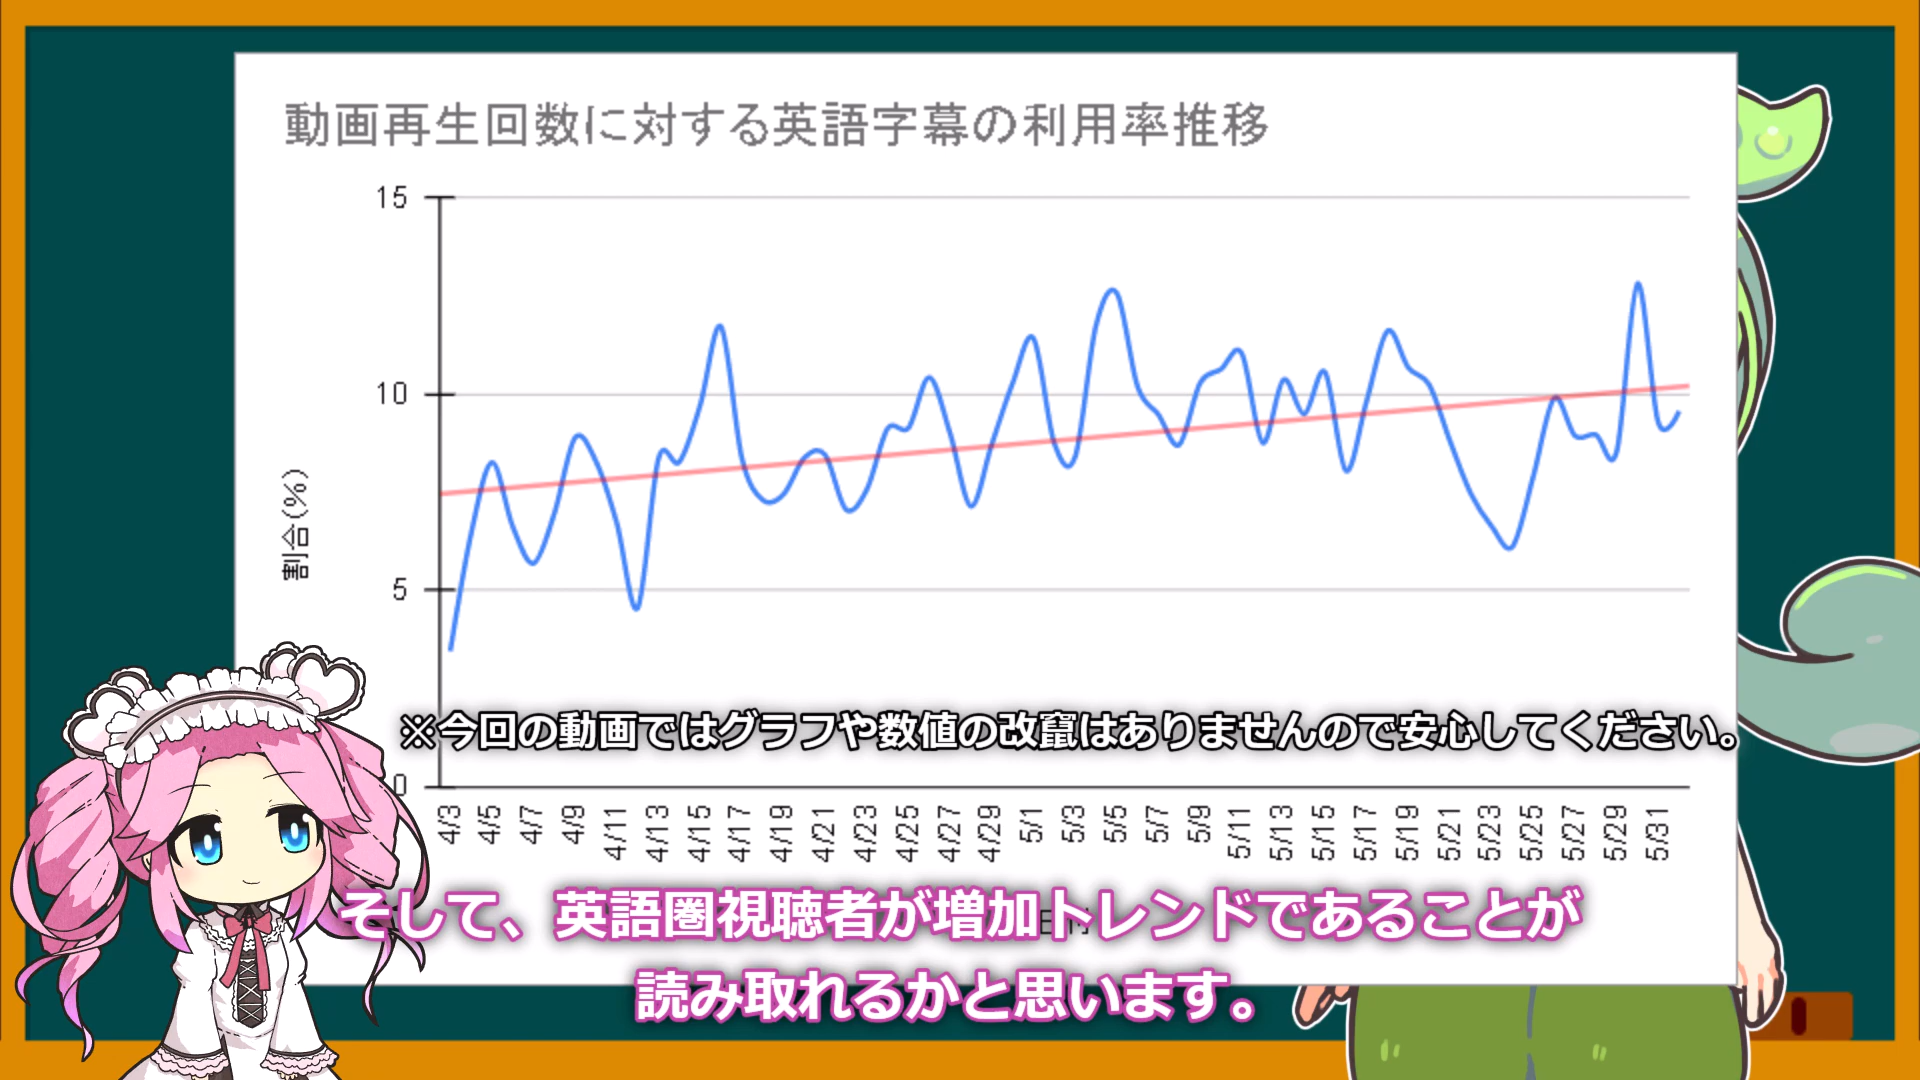 動画再生回数に対する英語字幕の利用率推移
15
10
5
0
割合(%)
※今回の動画ではグラフや数値の改竄はありませんので安心してください。
4/3 4/5 4/7 4/9 4/11 4/13 4/15 4/17 4/19 4/21 4/23 4/25 4/27 4/29 5/1 5/3 5/5 5/7 5/9 5/11 5/13 5/15 5/17 5/19 5/21 5/23 5/25 5/27 5/29 5/31
そして、英語圏視聴者が増加トレンドであることが
読み取れるかと思います。